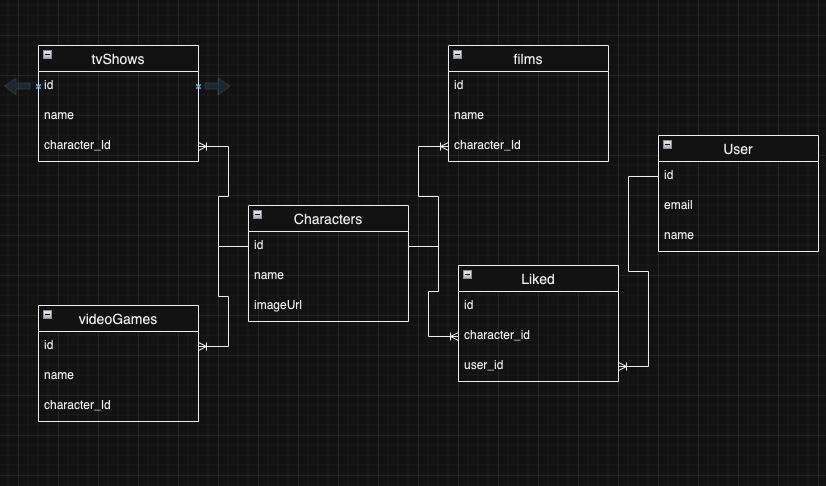 tvShows
id
name
character_Id
films
id
name
character_Id
User
id
email
name
Characters
id
name
imageUrl
Liked
id
character_id
user_id
videoGames
id
name
character_Id